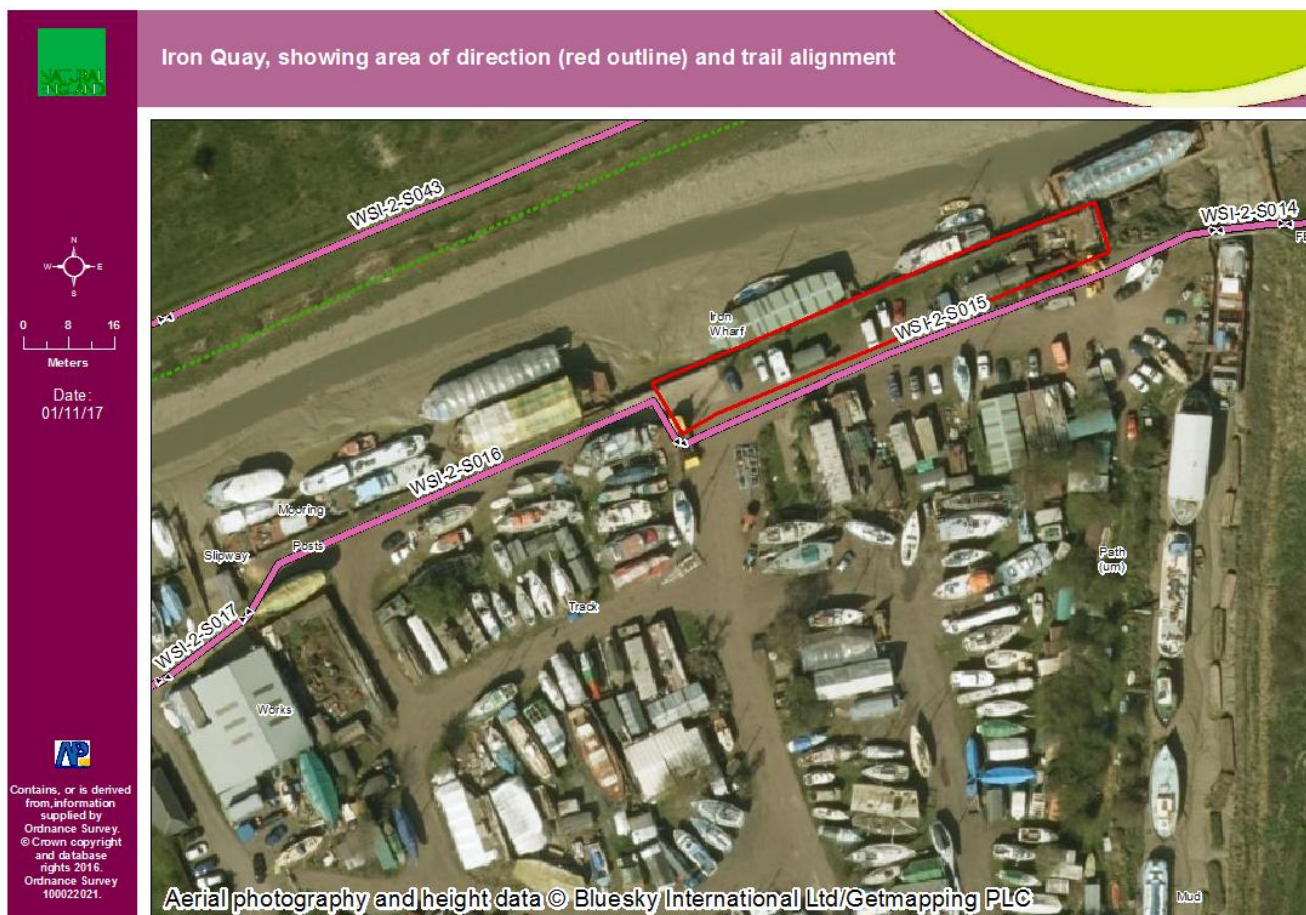 Iron Quay, showing area of direction (red outline) and trail alignment
NATURAL
ENGLAND
N
W
E
S
0 8 16
Meters
Date:
01/11/17
Contains, or is derived
from,information
supplied by
Ordnance Survey.
© Crown copyright
and database
rights 2016.
Ordnance Survey
100022021.
WSI-2-S043
WSI-2-S014
Iron
Wharf
WSI-2-S015
WSI-2-S016
Mooring
Posts
Slipway
Path
(um)
Track
WSI-2-S017
Works
Mud
Aerial photography and height data © Bluesky International Ltd/Getmapping PLC